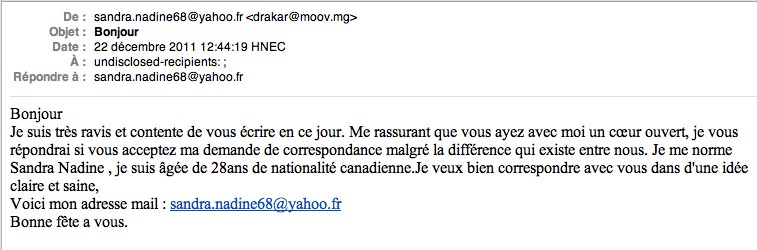 De : sandra.nadine68@yahoo.fr <drakar@moov.mg>
Objet : Bonjour
Date : 22 décembre 2011 12:44:19 HNEC
À : undisclosed-recipients: ;
Répondre à : sandra.nadine68@yahoo.fr
Bonjour
Je suis très ravis et contente de vous écrire en ce jour. Me rassurant que vous ayez avec moi un cœur ouvert, je vous
répondrai si vous acceptez ma demande de correspondance malgré la différence qui existe entre nous. Je me norme
Sandra Nadine , je suis âgée de 28ans de nationalité canadienne.Je veux bien correspondre avec vous dans d'une idée
claire et saine,
Voici mon adresse mail : sandra.nadine68@yahoo.fr
Bonne fête a vous.